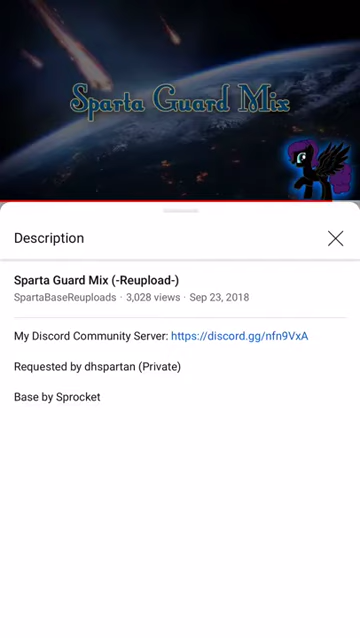 Sparta Guard Mix
Description
Sparta Guard Mix (-Reupload-)
SpartaBaseReuploads · 3,028 views · Sep 23, 2018
My Discord Community Server: https://discord.gg/nfn9VxA
Requested by dhspartan (Private)
Base by Sprocket